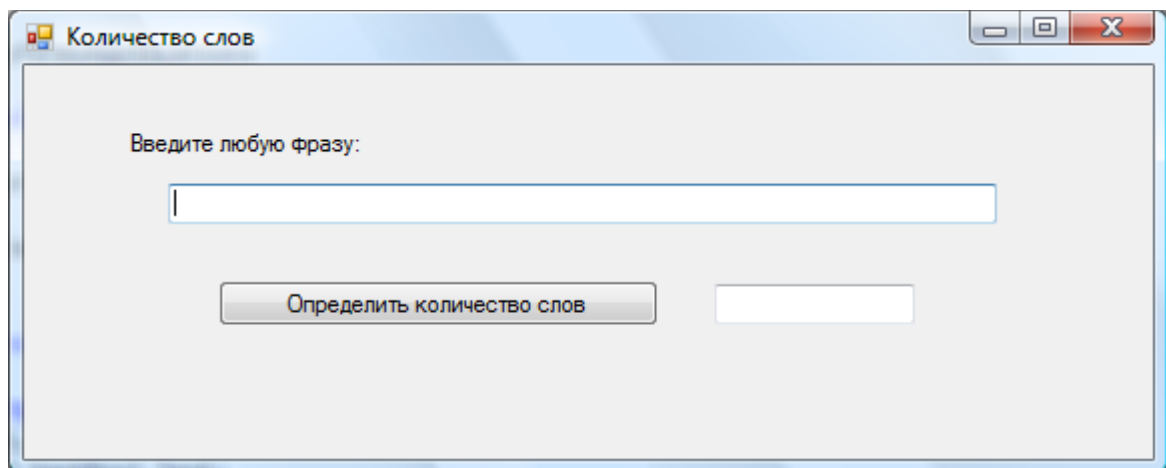 Количество слов
Введите любую фразу:
Определить количество слов